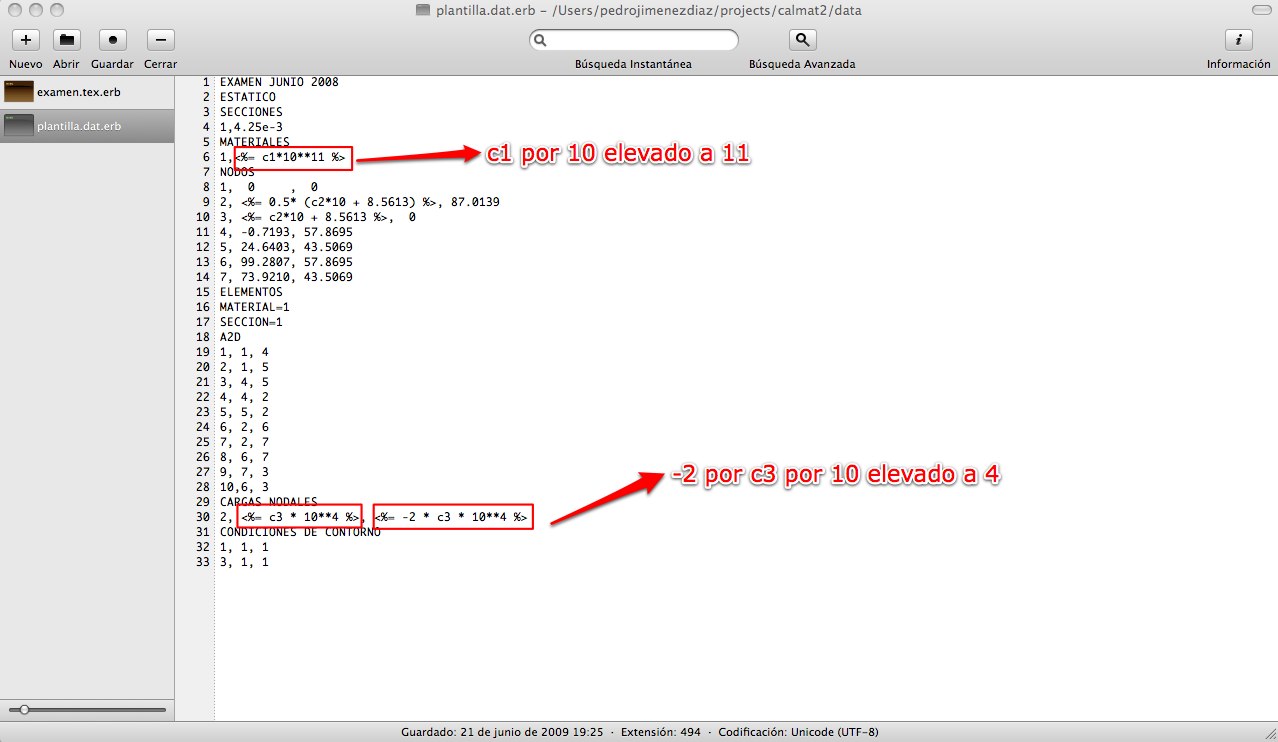 plantilla.dat.erb – /Users/pedrojimenezdiaz/projects/calmat2/data
Nuevo Abrir Guardar Cerrar
Búsqueda Instantánea
Búsqueda Avanzada
Información
examen.tex.erb
plantilla.dat.erb
1 EXAMEN JUNIO 2008
2 ESTATICO
3 SECCIONES
4 1,4.25e-3
5 MATERIALES
6 1,<%= c1*10**11 %>
c1 por 10 elevado a 11
7 NODOS
8 1, 0 , 0
9 2, <%= 0.5* (c2*10 + 8.5613) %>, 87.0139
10 3, <%= c2*10 + 8.5613 %>, 0
11 4, -0.7193, 57.8695
12 5, 24.6403, 43.5069
13 6, 99.2807, 57.8695
14 7, 73.9210, 43.5069
15 ELEMENTOS
16 MATERIAL=1
17 SECCION=1
18 A2D
19 1, 1, 4
20 2, 1, 5
21 3, 4, 5
22 4, 4, 2
23 5, 5, 2
24 6, 2, 6
25 7, 2, 7
26 8, 6, 7
27 9, 7, 3
-2 por c3 por 10 elevado a 4
28 10,6, 3
29 CARGAS NODALES
30 2, <%= c3 * 10**4 %>, <%= -2 * c3 * 10**4 %>
31 CONDICIONES DE CONTORNO
32 1, 1, 1
33 3, 1, 1
Guardado: 21 de junio de 2009 19:25 · Extensión: 494 · Codificación: Unicode (UTF-8)